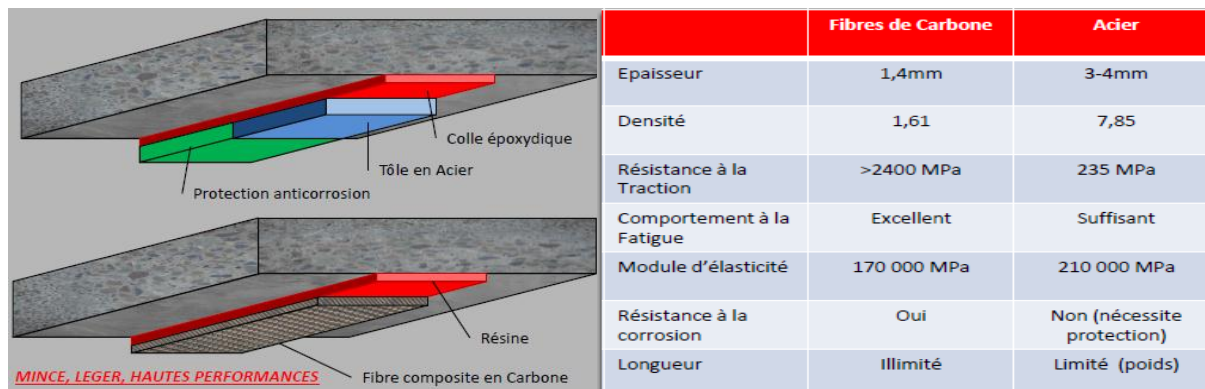 Colle époxydique
Tôle en Acier
Protection anticorrosion
Résine
Fibre composite en Carbone
MINCE, LEGER, HAUTES PERFORMANCES
Fibres de Carbone Acier
Epaisseur 1,4mm 3-4mm
Densité 1,61 7,85
Résistance à la
Traction >2400 MPa 235 MPa
Comportement à la
Fatigue Excellent Suffisant
Module d'élasticité 170 000 MPa 210 000 MPa
Résistance à la
corrosion Oui Non (nécessite
protection)
Longueur Illimité Limité (poids)